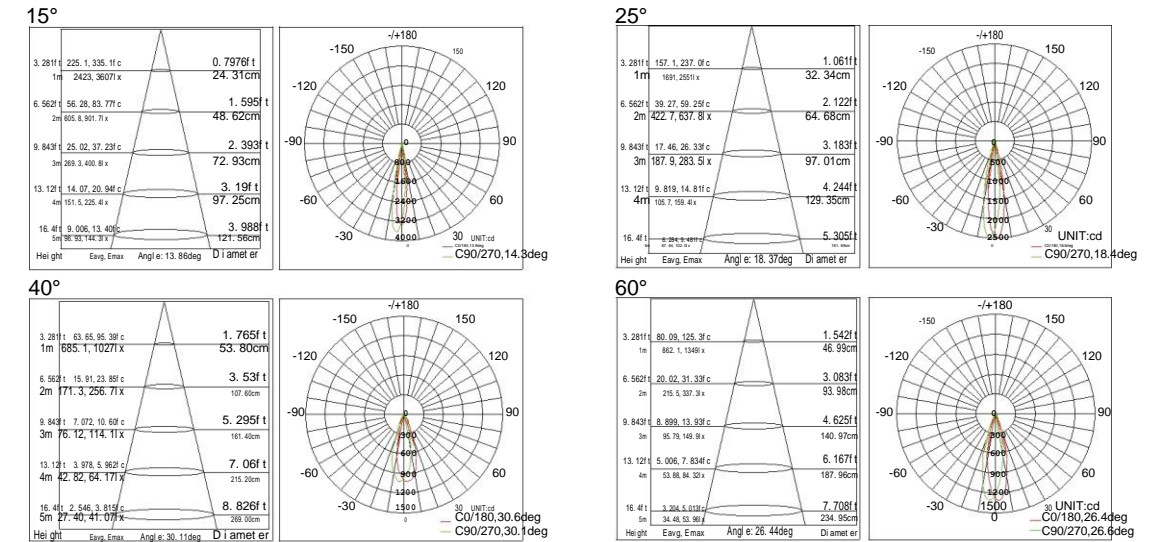 15°
3.281ft 225.1,335.1fc 0.7976ft
1m 2423,3607lx 24.31cm
6.562ft 56.28,83.77fc 1.595ft
2m 605.8,901.7lx 48.62cm
9.843ft 25.02,37.23fc 2.393ft
3m 269.3,400.8lx 72.93cm
13.12ft 14.07,20.94fc 3.19ft
4m 151.5,225.4lx 97.25cm
16.4ft 9.006,13.40fc 3.988ft
5m 96.93,144.3lx 121.56cm
Height Eavg,Emax Angle:13.86deg Diameter
-/+180
-150 150
-120 120
-90 90
-60 60
-30 30
0
800
1600
2400
3200
4000
0
UNIT:cd
C90/270,14.3deg
25°
3.281ft 157.1,237.0fc 1.061ft
1m 1691,2551lx 32.34cm
6.562ft 39.27,59.25fc 2.122ft
2m 422.7,637.8lx 64.68cm
9.843ft 17.46,26.33fc 3.183ft
3m 187.9,283.5lx 97.01cm
13.12ft 9.819,14.81fc 4.244ft
4m 105.7,159.4lx 129.35cm
16.4ft 6.284,9.481fc 5.305ft
Height Eavg,Emax Angle:18.37deg Diameter
-/+180
-150 150
-120 120
-90 90
-60 60
-30 30
0
500
1000
1500
2000
2500
0
UNIT:cd
C90/270,18.4deg
40°
3.281ft 63.65,95.39fc 1.765ft
1m 685.1,1027lx 53.80cm
6.562ft 15.91,23.85fc 3.53ft
2m 171.3,256.7lx 107.60cm
9.843ft 7.072,10.60fc 5.295ft
3m 76.12,114.1lx 161.40cm
13.12ft 3.978,5.962fc 7.06ft
4m 42.82,64.17lx 215.20cm
16.4ft 2.546,3.815fc 8.826ft
5m 27.40,41.07lx 269.00cm
Height Eavg,Emax Angle:30.11deg Diameter
-/+180
-150 150
-120 120
-90 90
-60 60
-30 30
0
300
600
900
1200
1500
0
UNIT:cd
C0/180,30.6deg
C90/270,30.1deg
60°
3.281ft 80.09,125.3fc 1.542ft
1m 862.1,1349lx 46.99cm
6.562ft 20.02,31.33fc 3.083ft
2m 215.5,337.3lx 93.98cm
9.843ft 8.899,13.93fc 4.625ft
3m 95.79,149.9lx 140.97cm
13.12ft 5.006,7.834fc 6.167ft
4m 53.88,84.32lx 187.96cm
16.4ft 3.204,5.013fc 7.708ft
5m 34.48,53.96lx 234.95cm
Height Eavg,Emax Angle:26.44deg Diameter
-/+180
-150 150
-120 120
-90 90
-60 60
-30 30
0
300
600
900
1200
1500
0
UNIT:cd
C0/180,26.4deg
C90/270,26.6deg